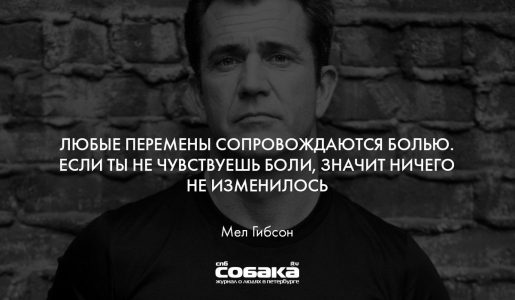 ЛЮБЫЕ ПЕРЕМЕНЫ СОПРОВОЖДАЮТСЯ БОЛЬЮ.
ЕСЛИ ТЫ НЕ ЧУВСТВУЕШЬ БОЛИ, ЗНАЧИТ НИЧЕГО
НЕ ИЗМЕНИЛОСЬ
Мел Гибсон
спб .ru
СОБАКА
журнал о людях в петербурге